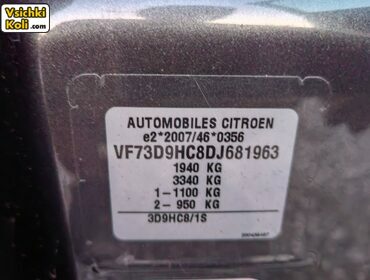 Vsichki
Koli .com
AUTOMOBILES CITROEN
e2*2007/46*0356
VF73D9HC8DJ681963
1940 KG
3340 KG
1-1100 KG
2- 950 KG
3D9HC8/1S